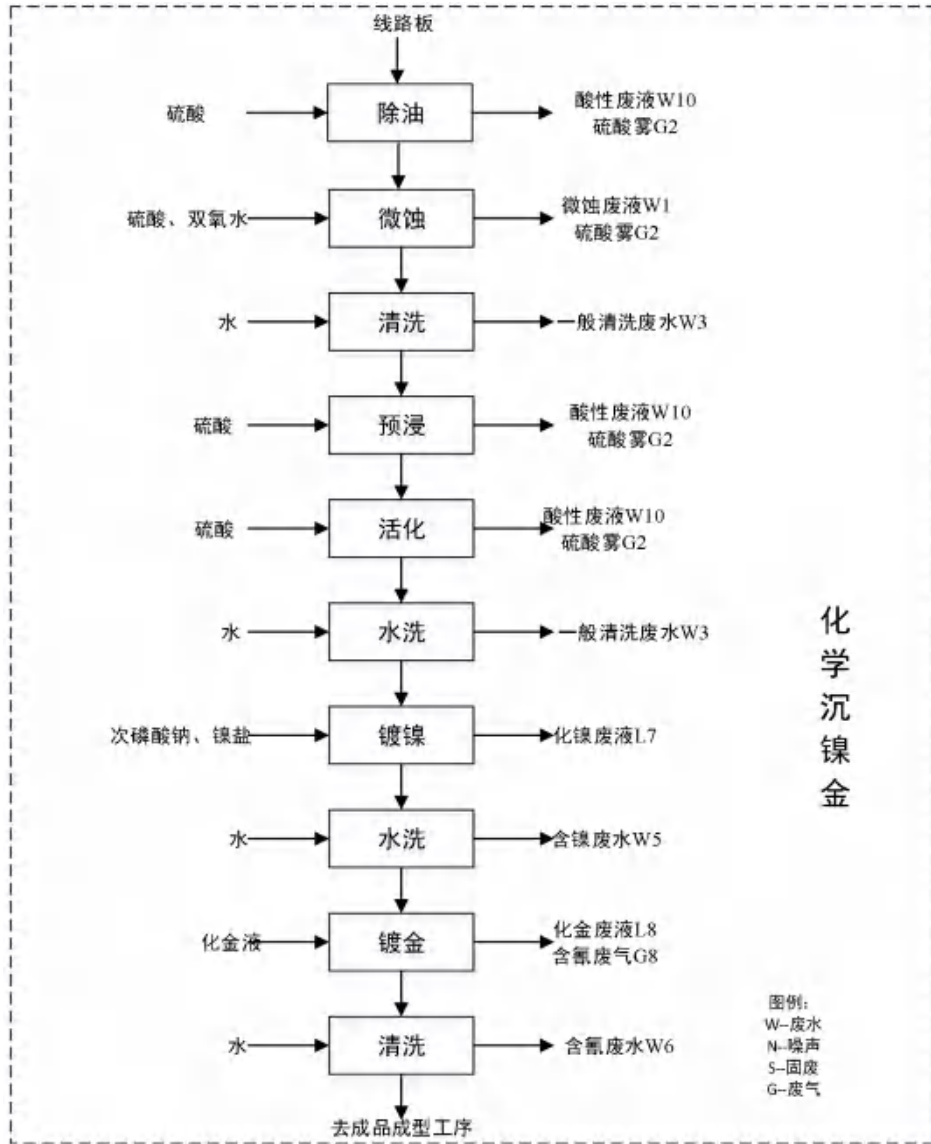 线路板
硫酸
除油
酸性废液W10
硫酸雾G2
硫酸、双氧水
微蚀
微蚀废液W1
硫酸雾G2
水
清洗
一般清洗废水W3
硫酸
预浸
酸性废液W10
硫酸雾G2
硫酸
活化
酸性废液W10
硫酸雾G2
水
水洗
一般清洗废水W3
次磷酸钠、镍盐
镀镍
化镍废液L7
水
水洗
含镍废水W5
化金液
镀金
化金废液L8
含氰废气G8
水
清洗
含氰废水W6
去成品成型工序
化学沉镍金
图例：
W--废水
N--噪声
S--固废
G--废气